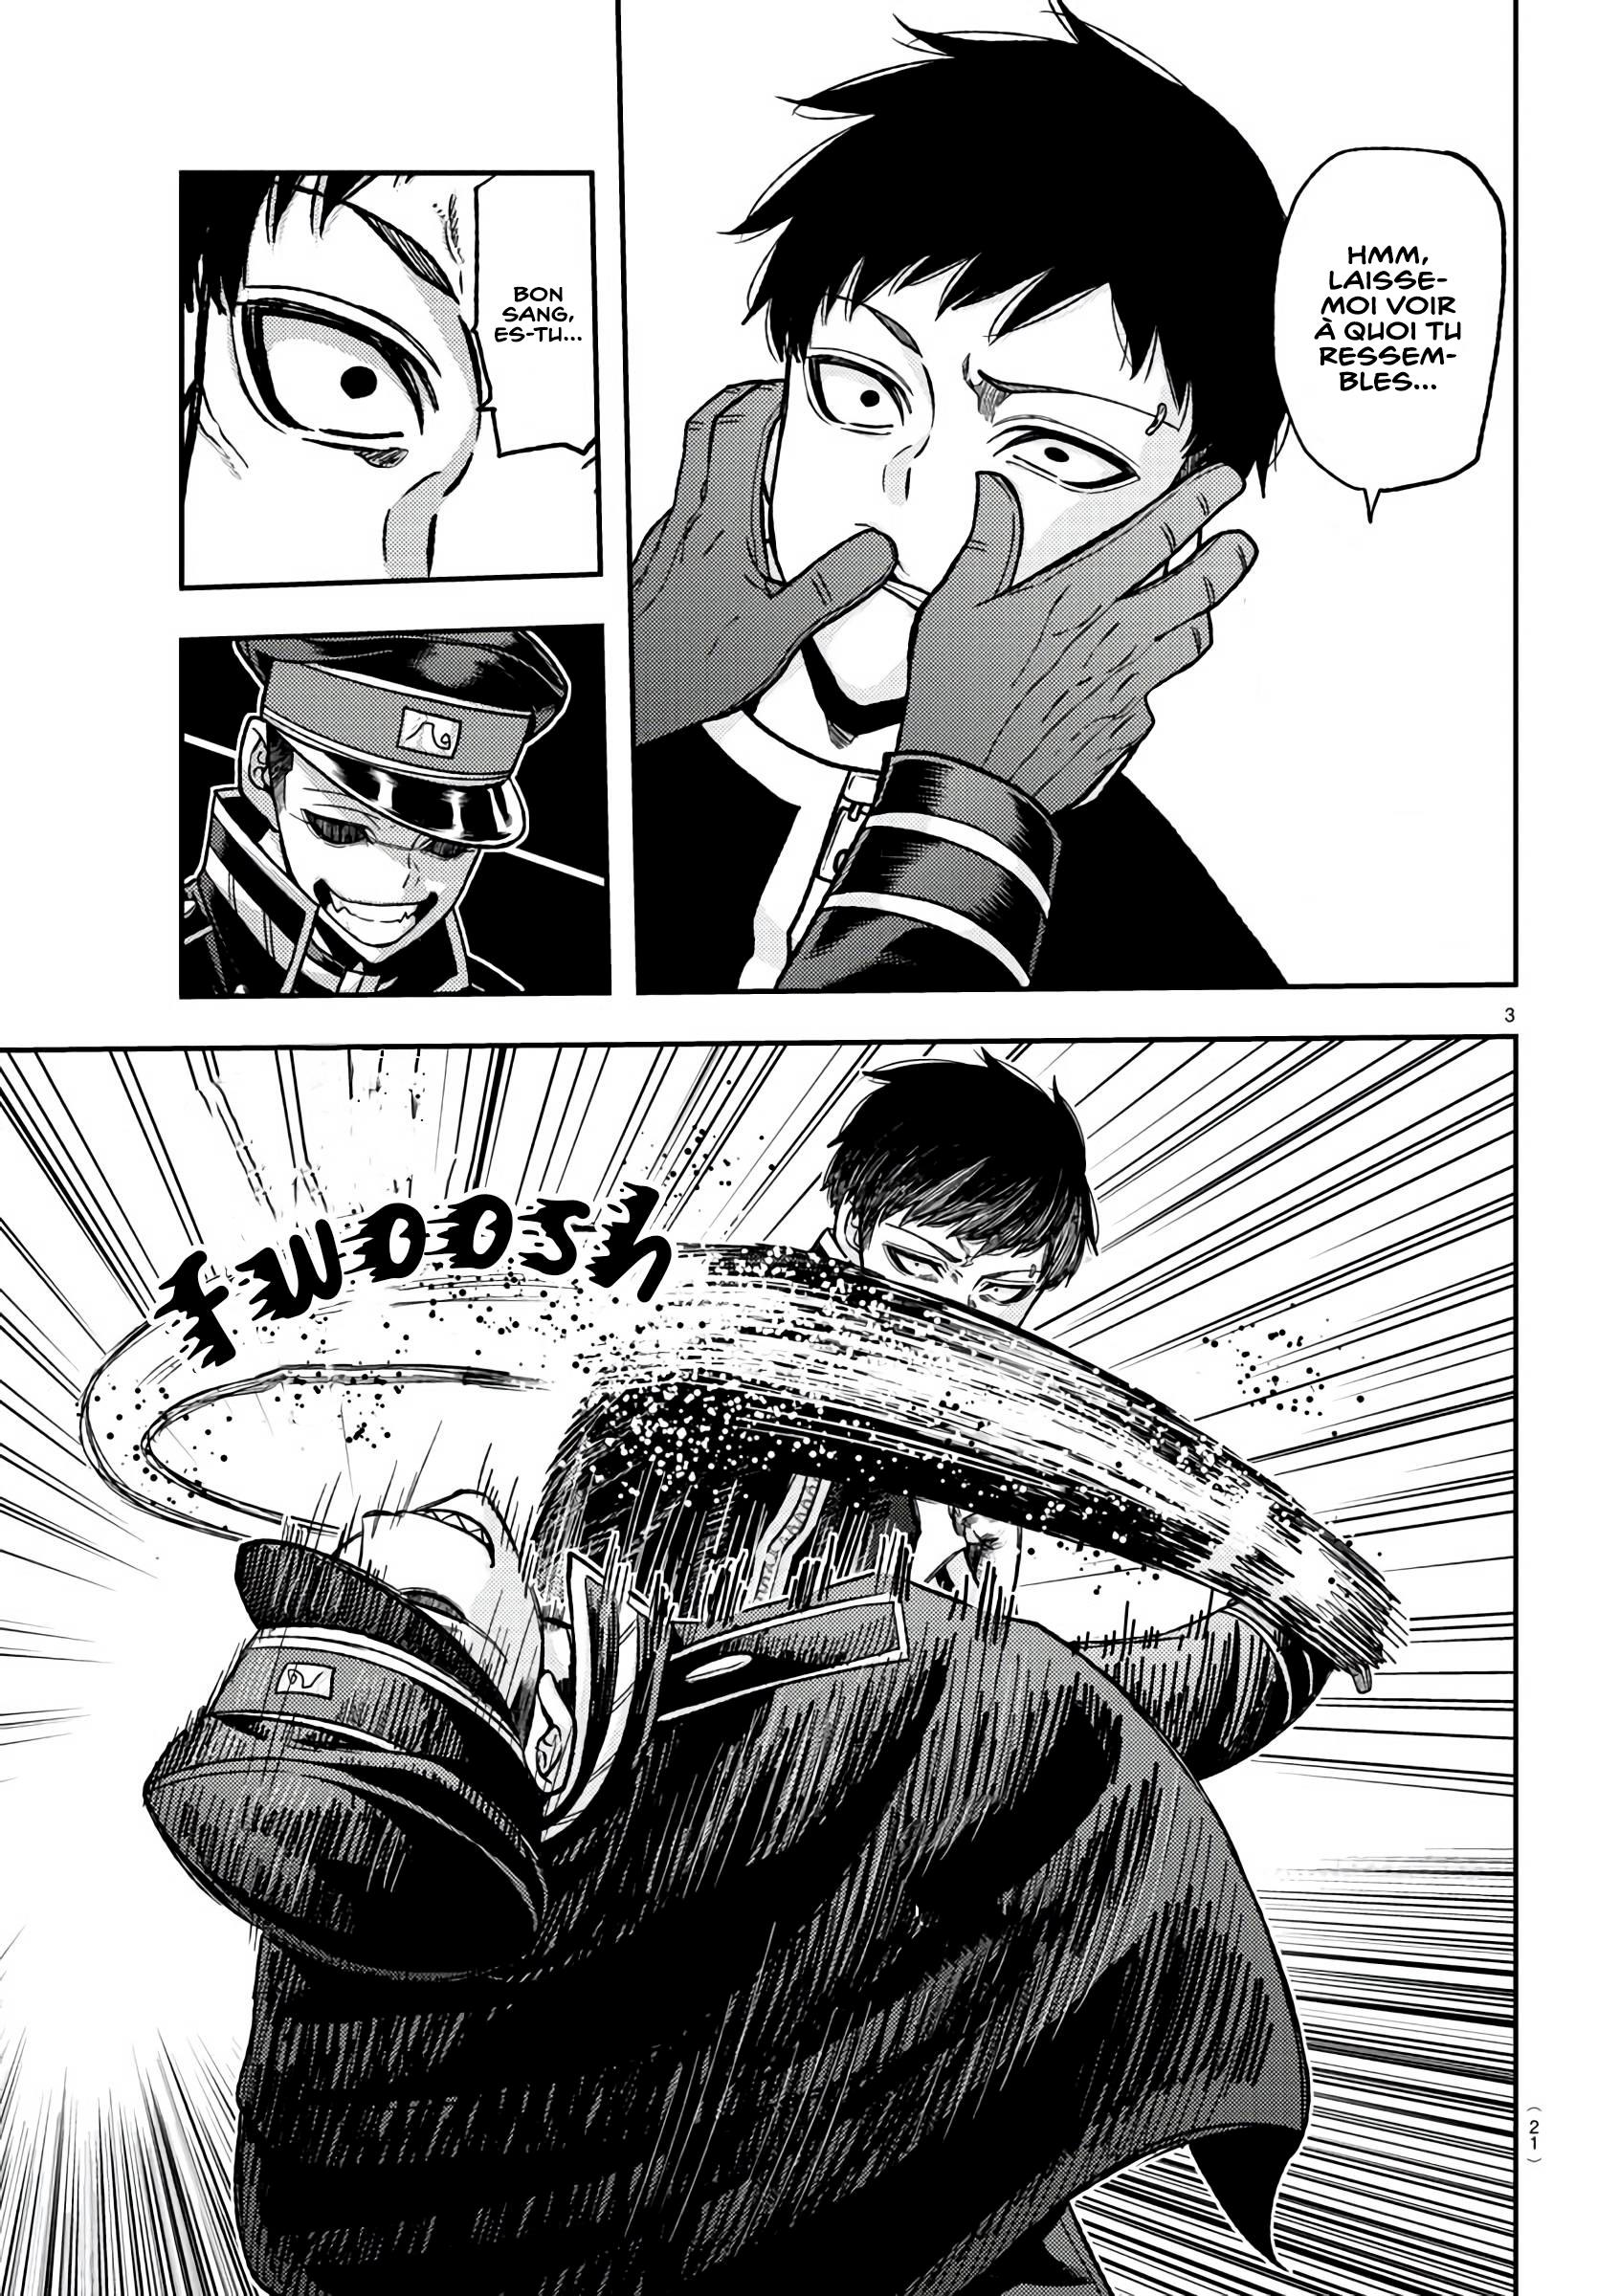 HMM,
LAISSE-
MOI VOIR
À QUOI TU
RESSEM-
BLES...
BON
SANG,
ES-TU...
3
FWOOSH
(21)